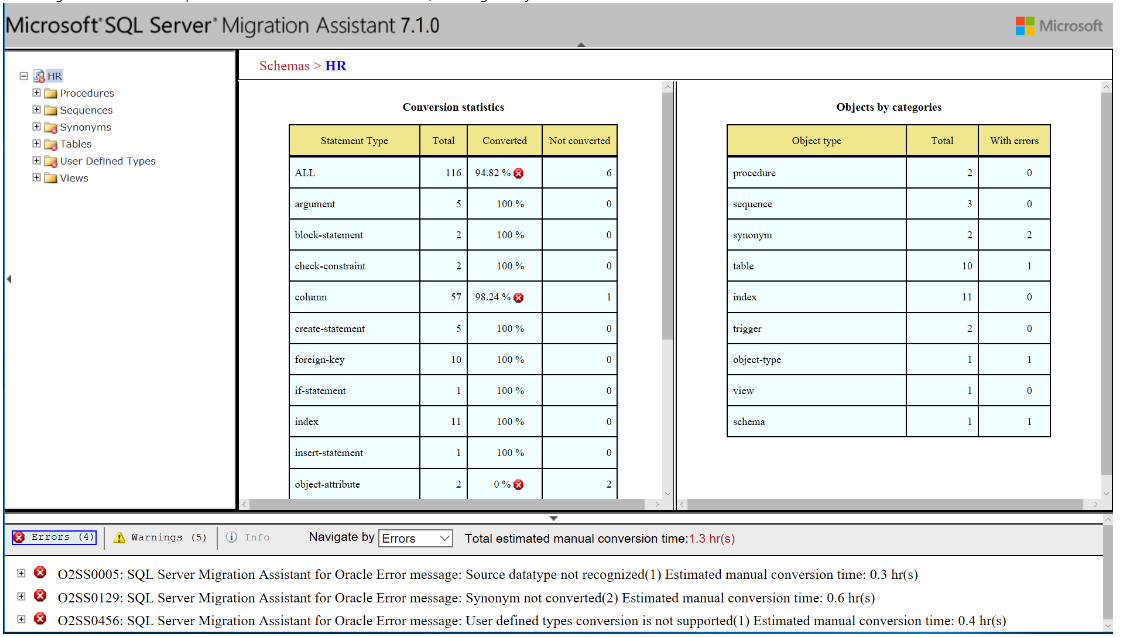 Microsoft® SQL Server® Migration Assistant 7.1.0
Microsoft
HR
Procedures
Sequences
Synonyms
Tables
User Defined Types
Views
Schemas > HR
Conversion statistics
Statement Type Total Converted Not converted
ALL 116 94.82 % 6
argument 5 100 % 0
block-statement 2 100 % 0
check-constraint 2 100 % 0
column 57 98.24 % 1
create-statement 5 100 % 0
foreign-key 10 100 % 0
if-statement 1 100 % 0
index 11 100 % 0
insert-statement 1 100 % 0
object-attribute 2 0 % 2
Objects by categories
Object type Total With errors
procedure 2 0
sequence 3 0
synonym 2 2
table 10 1
index 11 0
trigger 2 0
object-type 1 1
view 1 0
schema 1 1
Errors (4) Warnings (5) Info Navigate by Errors Total estimated manual conversion time:1.3 hr(s)
O2SS0005: SQL Server Migration Assistant for Oracle Error message: Source datatype not recognized(1) Estimated manual conversion time: 0.3 hr(s)
O2SS0129: SQL Server Migration Assistant for Oracle Error message: Synonym not converted(2) Estimated manual conversion time: 0.6 hr(s)
O2SS0456: SQL Server Migration Assistant for Oracle Error message: User defined types conversion is not supported(1) Estimated manual conversion time: 0.4 hr(s)